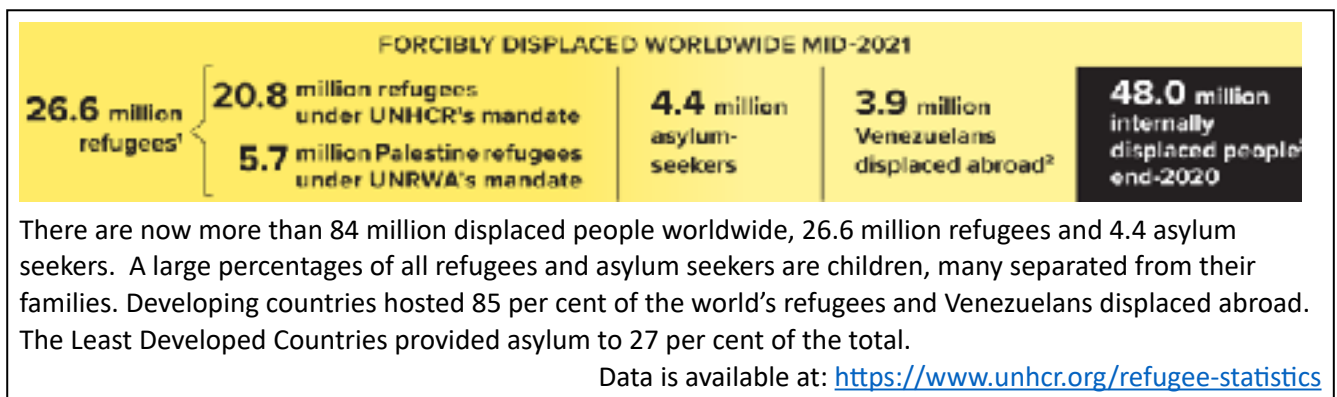 FORCIBLY DISPLACED WORLDWIDE MID-2021
26.6 million
refugees¹
20.8 million refugees
under UNHCR's mandate
5.7 million Palestine refugees
under UNRWA's mandate
4.4 million
asylum-
seekers
3.9 million
Venezuelans
displaced abroad²
48.0 million
internally
displaced people
end-2020
There are now more than 84 million displaced people worldwide, 26.6 million refugees and 4.4 asylum
seekers. A large percentages of all refugees and asylum seekers are children, many separated from their
families. Developing countries hosted 85 per cent of the world's refugees and Venezuelans displaced abroad.
The Least Developed Countries provided asylum to 27 per cent of the total.
Data is available at: https://www.unhcr.org/refugee-statistics